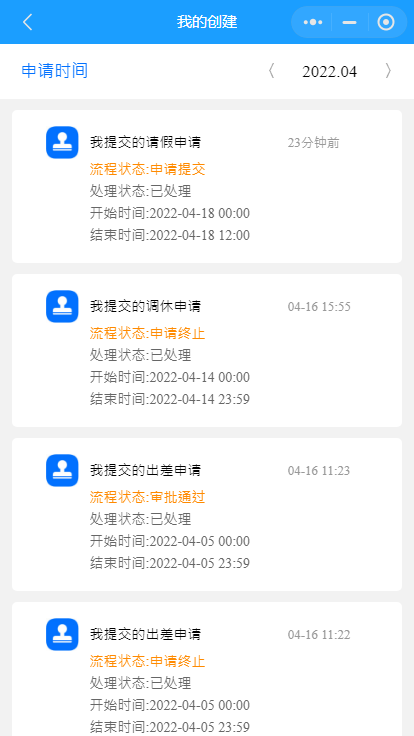 我的创建
申请时间
2022.04
我提交的请假申请
23分钟前
流程状态:申请提交
处理状态:已处理
开始时间:2022-04-18 00:00
结束时间:2022-04-18 12:00
我提交的调休申请
04-16 15:55
流程状态:申请终止
处理状态:已处理
开始时间:2022-04-14 00:00
结束时间:2022-04-14 23:59
我提交的出差申请
04-16 11:23
流程状态:审批通过
处理状态:已处理
开始时间:2022-04-05 00:00
结束时间:2022-04-05 23:59
我提交的出差申请
04-16 11:22
流程状态:申请终止
处理状态:已处理
开始时间:2022-04-05 00:00
结束时间:2022-04-05 23:59